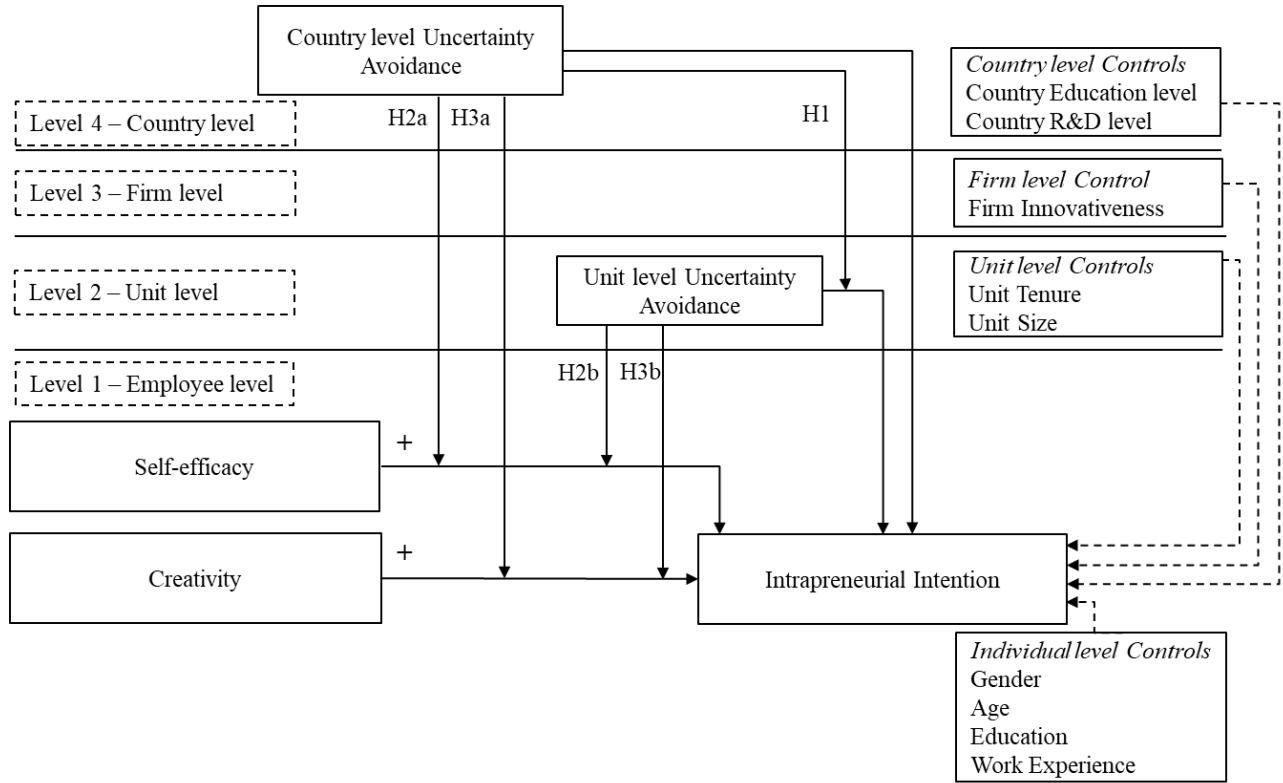 Country level Uncertainty
Avoidance
Country level Controls
Country Education level
Country R&D level
H2a
H3a
H1
Level 4 – Country level
Level 3 – Firm level
Firm level Control
Firm Innovativeness
Level 2 – Unit level
Unit level Uncertainty
Avoidance
Unit level Controls
Unit Tenure
Unit Size
Level 1 – Employee level
H2b
H3b
+
Self-efficacy
+
Creativity
Intrapreneurial Intention
Individual level Controls
Gender
Age
Education
Work Experience